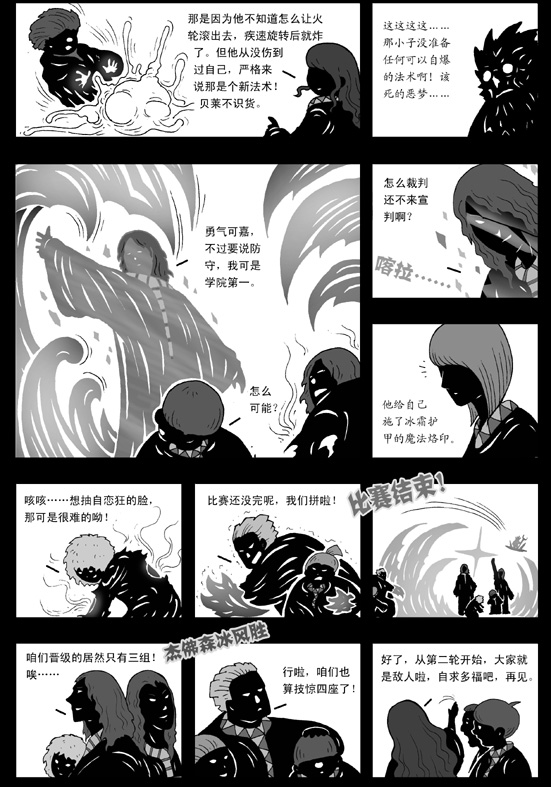 那是因为他不知道怎么让火
轮滚出去，疾速旋转后就炸
了。但他从没伤到
过自己，严格来
说那是个新法术！
贝莱不识货。
这这这这……
那小子没准备
任何可以自爆
的法术啊！该
死的恶梦……
勇气可嘉，
不过要说防
守，我可是
学院第一。
怎么
可能？
怎么裁判
还不来宣
判啊？
喀拉……
他给自己
施了冰霜护
甲的魔法烙印。
咳咳……想抽自恋狂的脸，
那可是很难的呦！
比赛还没完呢，我们拼啦！
比赛结束！
咱们晋级的居然只有三组！
唉……
杰俄森冰风胜
行啦，咱们也
算技惊四座了！
好了，从第二轮开始，大家就
是敌人啦，自求多福吧，再见。